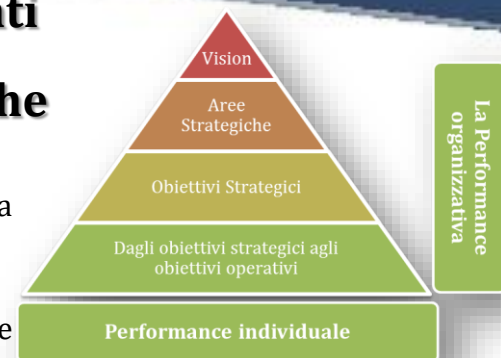 Vision
Aree
Strategiche
Obiettivi Strategici
Dagli obiettivi strategici agli
obiettivi operativi
Performance individuale
La Performance
organizzativa
a
e